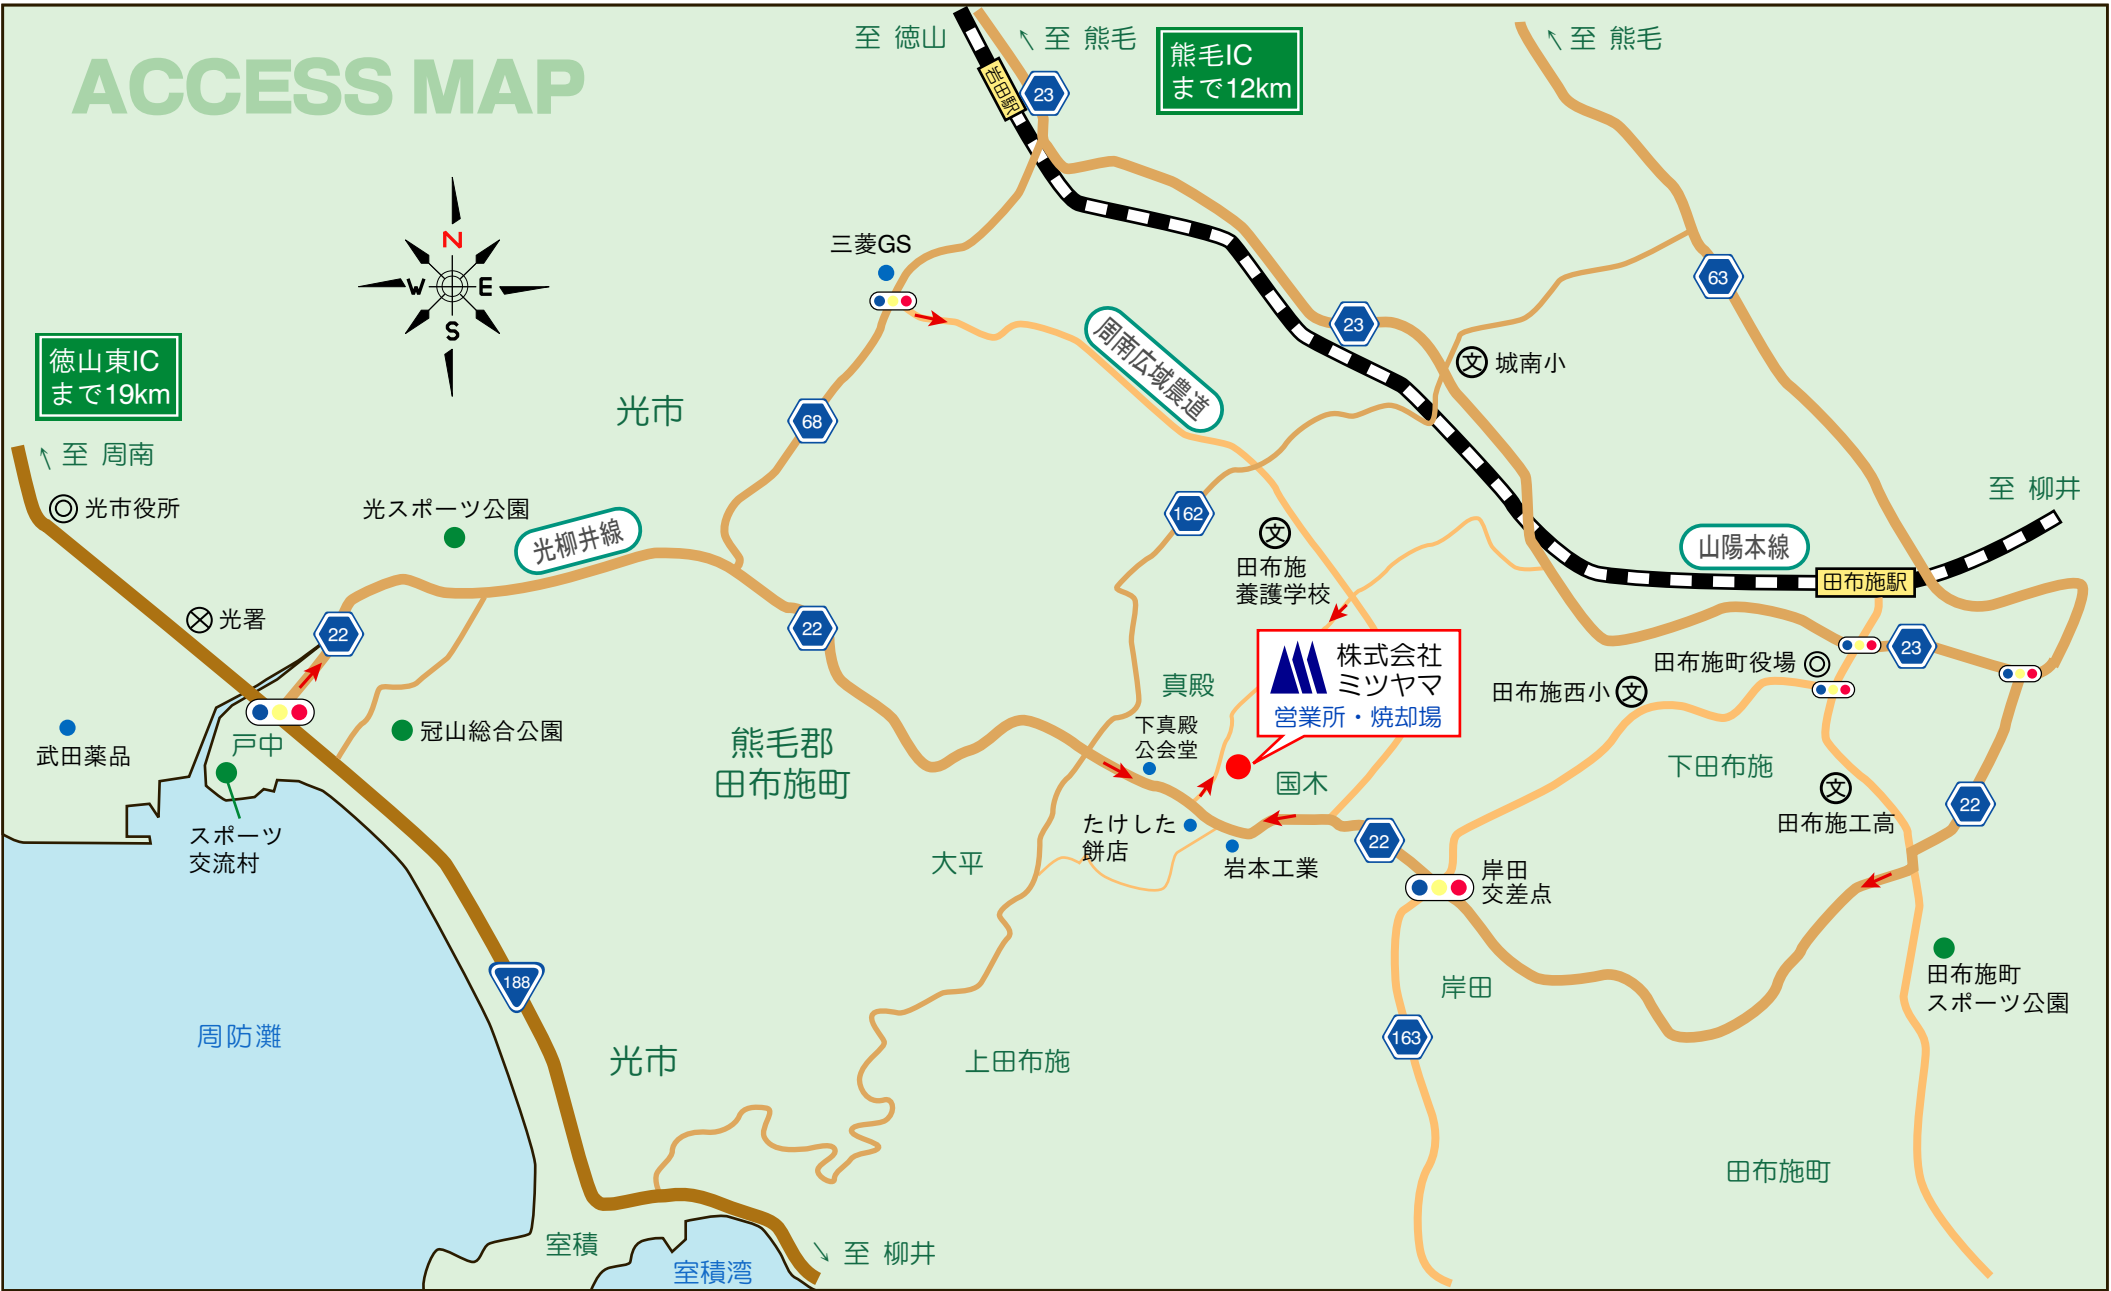 ACCESS MAP
至 徳山
至 熊毛
熊毛IC
まで12km
至 熊毛
岩田駅
23
N
W
E
S
三菱GS
63
23
周南広域農道
城南小
徳山東IC
まで19km
光市
68
至 周南
光市役所
光スポーツ公園
光柳井線
162
至 柳井
山陽本線
田布施駅
田布施
養護学校
光署
22
22
株式会社
ミツヤマ
営業所・焼却場
真殿
23
田布施町役場
田布施西小
武田薬品
戸中
冠山総合公園
熊毛郡
田布施町
下真殿
公会堂
国木
下田布施
22
田布施工高
スポーツ
交流村
たけした
餅店
22
岩本工業
大平
岸田
交差点
田布施町
スポーツ公園
188
岸田
周防灘
163
光市
上田布施
田布施町
室積
室積湾
至 柳井
文
文
文
文